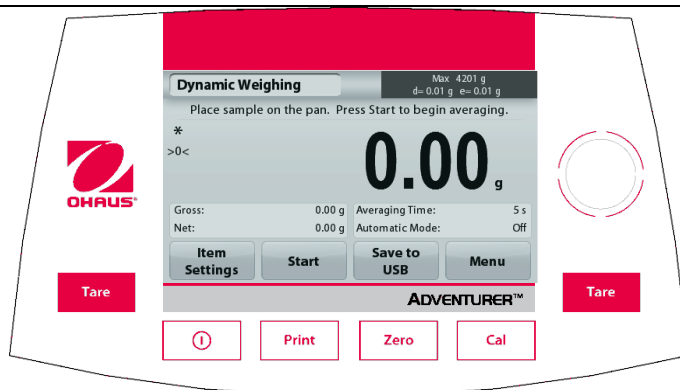 Dynamic Weighing
Max 4201 g
d= 0.01 g e= 0.01 g
Place sample on the pan. Press Start to begin averaging.
*
>0<
0.00 g
OHAUS®
Gross: 0.00 g Averaging Time: 5 s
Net: 0.00 g Automatic Mode: Off
Item Settings
Start
Save to USB
Menu
Tare
ADVENTURER™
Tare
Print
Zero
Cal